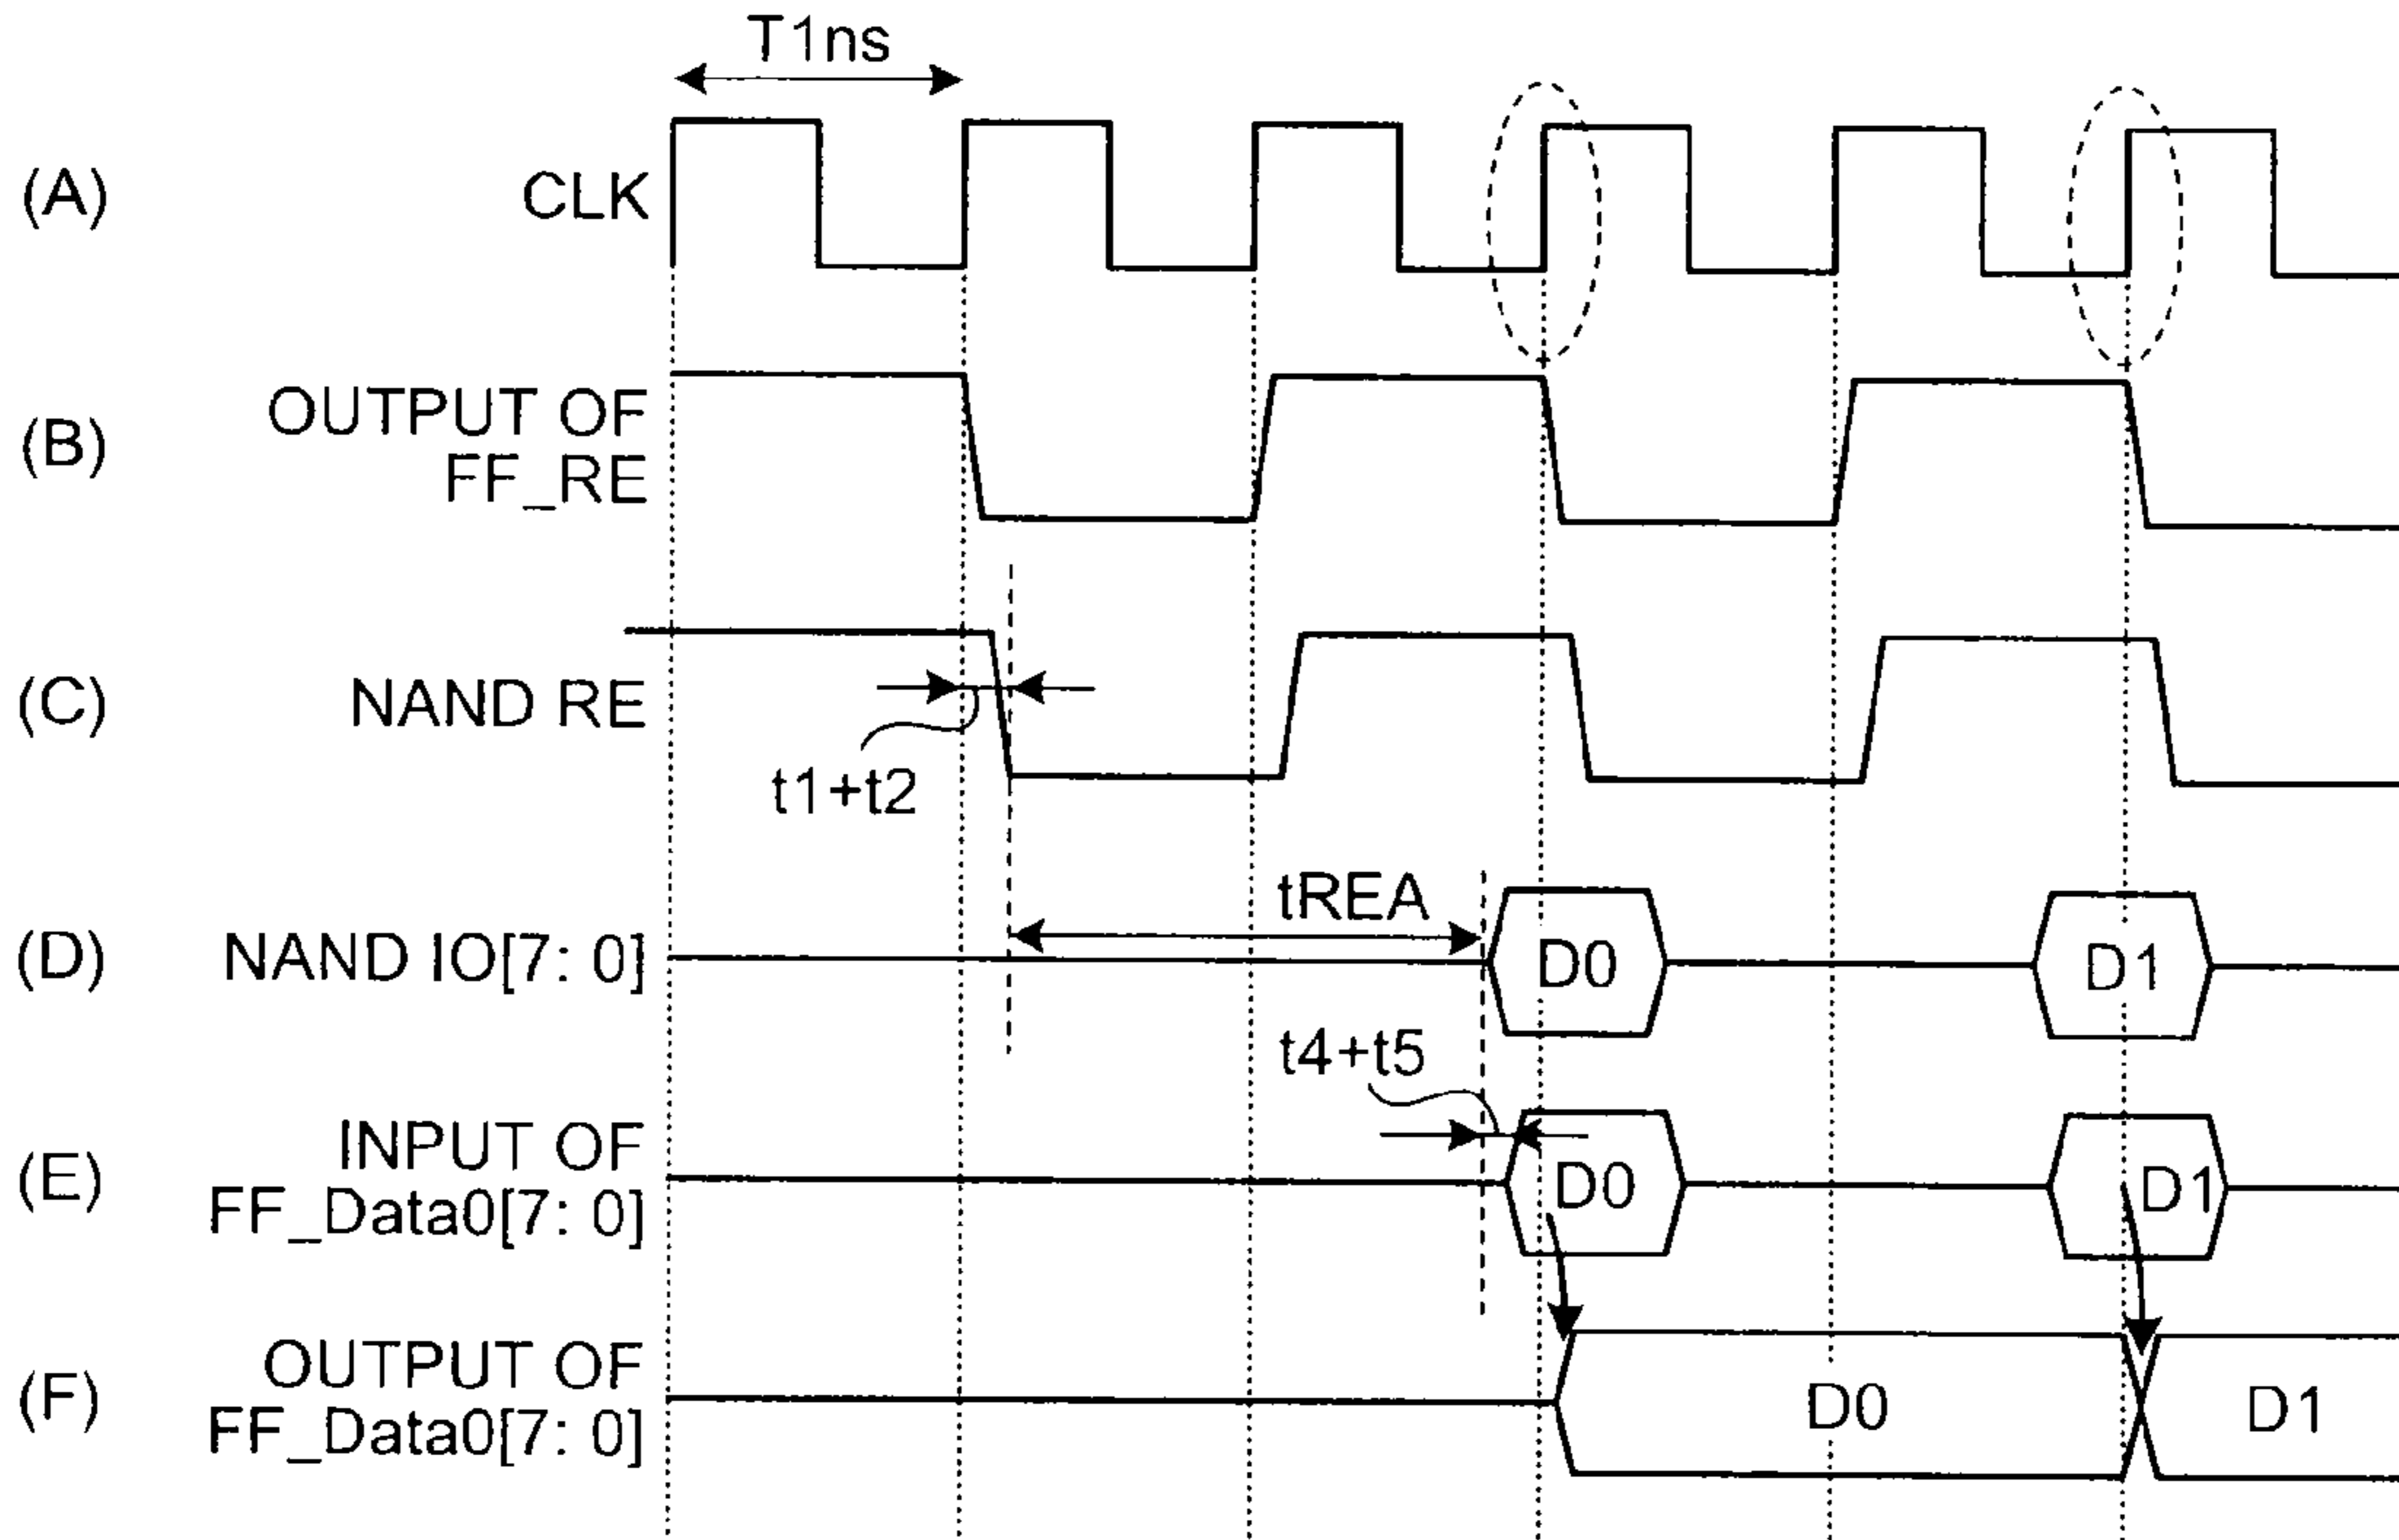 T1ns
(A) CLK
(B) OUTPUT OF
FF_RE
(C) NAND RE
t1+t2
tREA
(D) NAND IO[7: 0] D0 D1
t4+t5
(E) INPUT OF
FF_Data0[7: 0] D0 D1
(F) OUTPUT OF
FF_Data0[7: 0] D0 D1